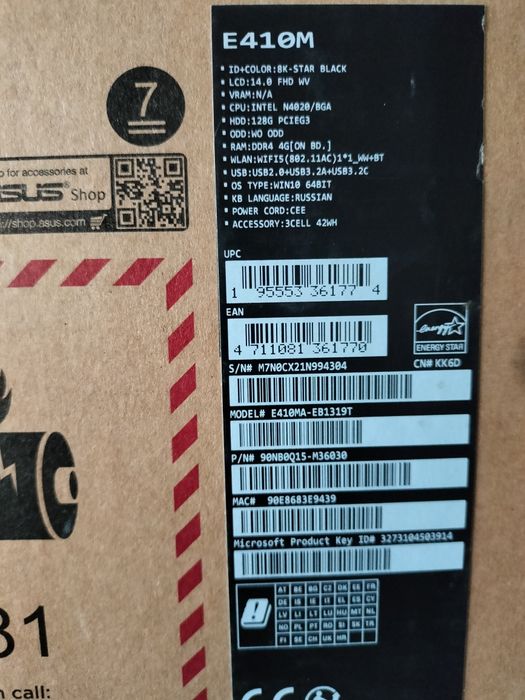 E410M
ID+COLOR:8K-STAR BLACK
LCD:14.0 FHD WV
VRAM:N/A
CPU:INTEL N4020/BGA
HDD:128G PCIEG3
ODD:WO ODD
RAM:DDR4 4G[ON BD.]
WLAN:WIFI5(802.11AC)1*1_WW+BT
USB:USB2.0+USB3.2A+USB3.2C
OS TYPE:WIN10 64BIT
KB LANGUAGE:RUSSIAN
POWER CORD:CEE
ACCESSORY:3CELL 42WH
7
p for accessories at
ASUS® Shop
://shop.asus.com
UPC
1 95553 36177 4
EAN
4 711081 361770
ENERGY STAR
S/N# M7N0CX21N994304
CN# KK6D
MODEL# E410MA-EB1319T
P/N# 90NB0Q15-M36030
MAC# 90E8683E9439
Microsoft Product Key ID# 3273104503914
AT BE BG CZ DK EE FR
DE IS IE IT EL ES CY
LV LI LT LU HU MT NL
NO PL PT RO SI SK TR
FI SE CH UK HR
31
n call:
CE